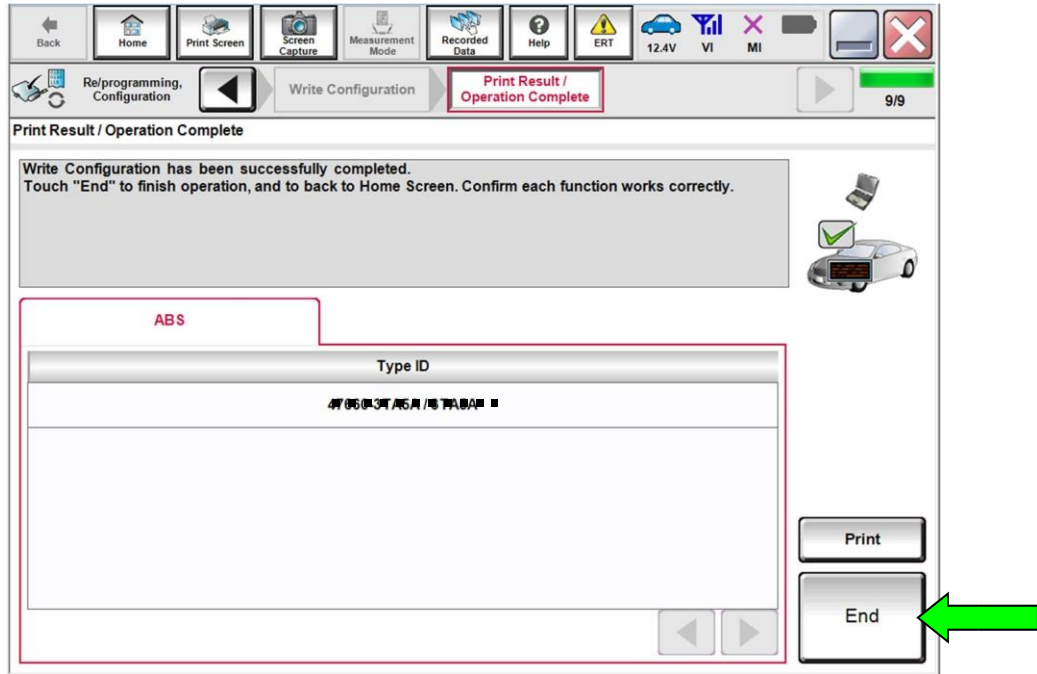 Back
Home
Print Screen
Screen
Capture
Measurement
Mode
Recorded
Data
Help
ERT
12.4V
VI
MI
Re/programming,
Configuration
Write Configuration
Print Result /
Operation Complete
9/9
Print Result / Operation Complete
Write Configuration has been successfully completed.
Touch "End" to finish operation, and to back to Home Screen. Confirm each function works correctly.
ABS
Type ID
Print
End